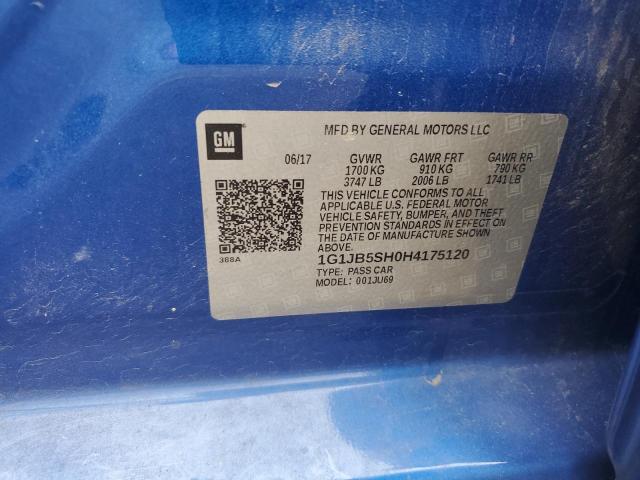 GM
MFD BY GENERAL MOTORS LLC
06/17 GVWR GAWR FRT GAWR RR
1700 KG 910 KG 790 KG
3747 LB 2006 LB 1741 LB
THIS VEHICLE CONFORMS TO ALL
APPLICABLE U.S. FEDERAL MOTOR
VEHICLE SAFETY, BUMPER, AND THEFT
PREVENTION STANDARDS IN EFFECT ON
THE DATE OF MANUFACTURE SHOWN
ABOVE.
388A
1G1JB5SH0H4175120
TYPE: PASS CAR
MODEL: 001JU69